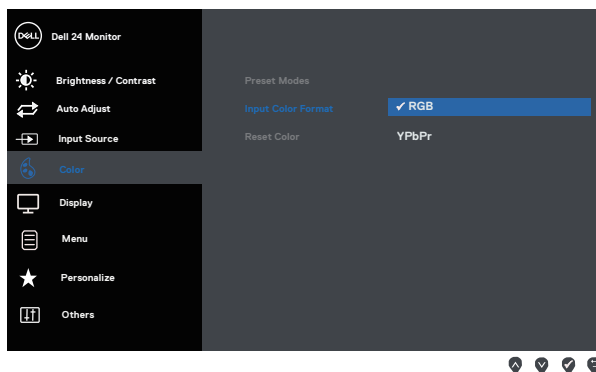 DELL Dell 24 Monitor
Brightness / Contrast
Auto Adjust
Input Source
Color
Display
Menu
Personalize
Others
Preset Modes
Input Color Format
Reset Color
✔ RGB
YPbPr